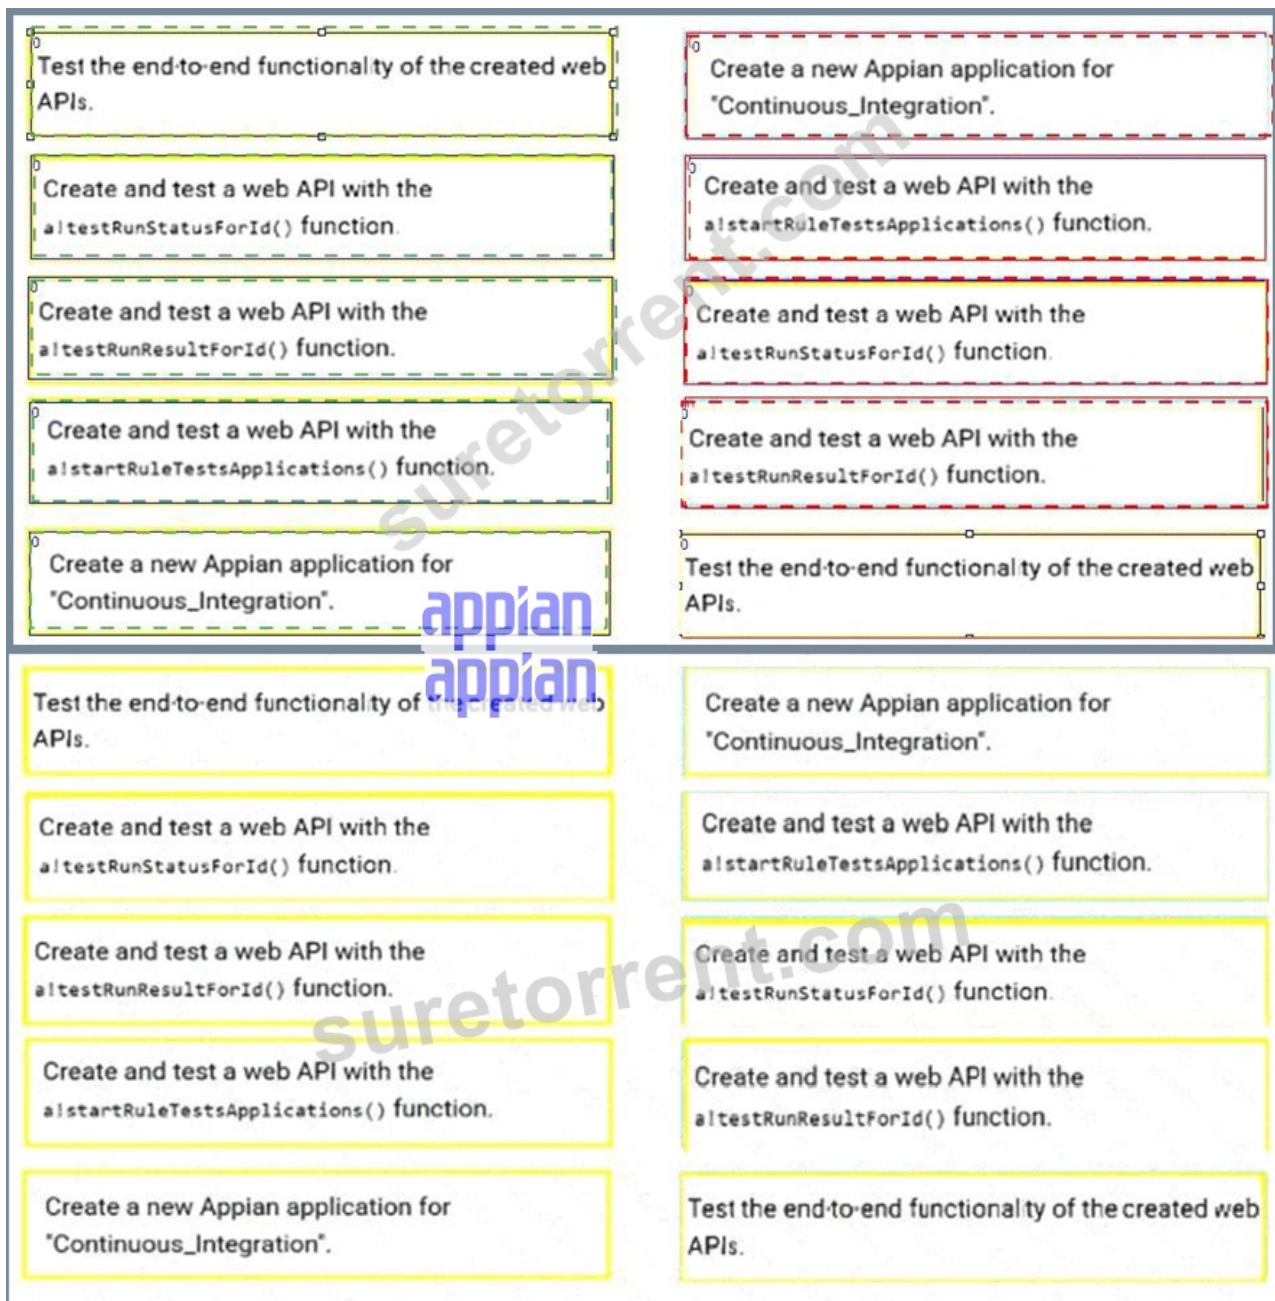 Test the end-to-end functionality of the created web
APIs.
Create and test a web API with the
a!testRunStatusForId() function.
Create and test a web API with the
a!testRunResultForId() function.
Create and test a web API with the
a!startRuleTestsApplications() function.
Create a new Appian application for
"Continuous_Integration".
Create a new Appian application for
"Continuous_Integration".
Create and test a web API with the
a!startRuleTestsApplications() function.
Create and test a web API with the
a!testRunStatusForId() function.
Create and test a web API with the
a!testRunResultForId() function.
Test the end-to-end functionality of the created web
APIs.
suretorrent.com
appian
appian
Test the end-to-end functionality of the created web
APIs.
Create and test a web API with the
a!testRunStatusForId() function.
Create and test a web API with the
a!testRunResultForId() function.
Create and test a web API with the
a!startRuleTestsApplications() function.
Create a new Appian application for
"Continuous_Integration".
Create a new Appian application for
"Continuous_Integration".
Create and test a web API with the
a!startRuleTestsApplications() function.
Create and test a web API with the
a!testRunStatusForId() function.
Create and test a web API with the
a!testRunResultForId() function.
Test the end-to-end functionality of the created web
APIs.
suretorrent.com